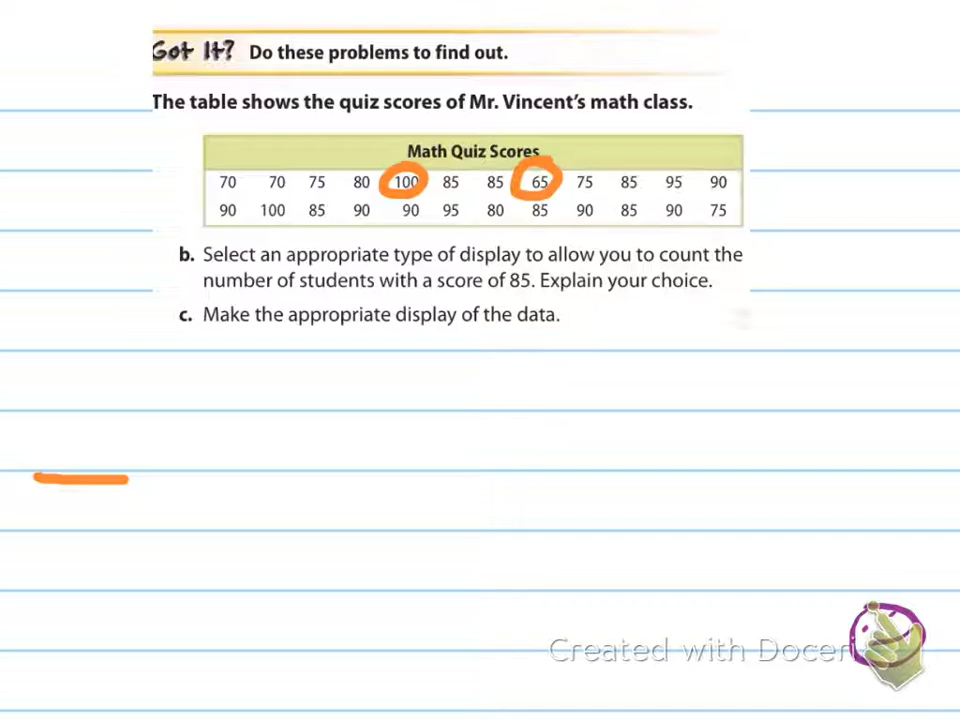 Got It? Do these problems to find out.
The table shows the quiz scores of Mr. Vincent's math class.
Math Quiz Scores
70 70 75 80 100 85 85 65 75 85 95 90
90 100 85 90 90 95 80 85 90 85 90 75
b. Select an appropriate type of display to allow you to count the
number of students with a score of 85. Explain your choice.
c. Make the appropriate display of the data.
Created with Doceri